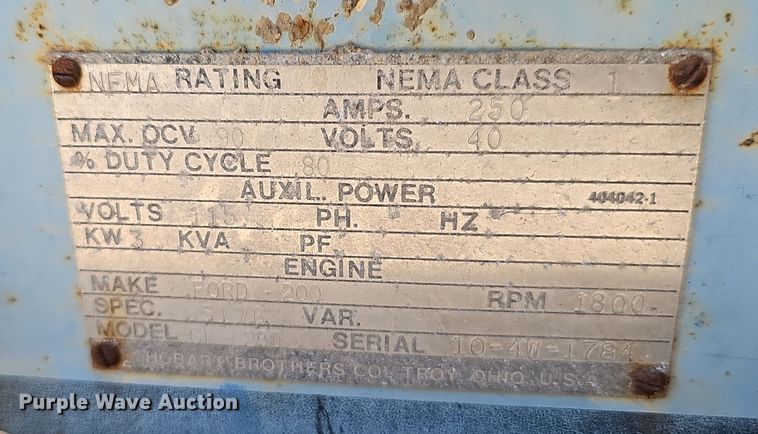 NEMA RATING NEMA CLASS 1
AMPS. 250
MAX. OCV 90 VOLTS 40
% DUTY CYCLE 80
AUXIL. POWER 404042-1
VOLTS 115 PH. HZ
KW 3 KVA PF
ENGINE
MAKE FORD - 200 RPM 1800
SPEC. VAR.
MODEL SERIAL 10-4W-1784
HOBART BROTHERS CO., TROY, OHIO, U.S.A.
Purple Wave Auction